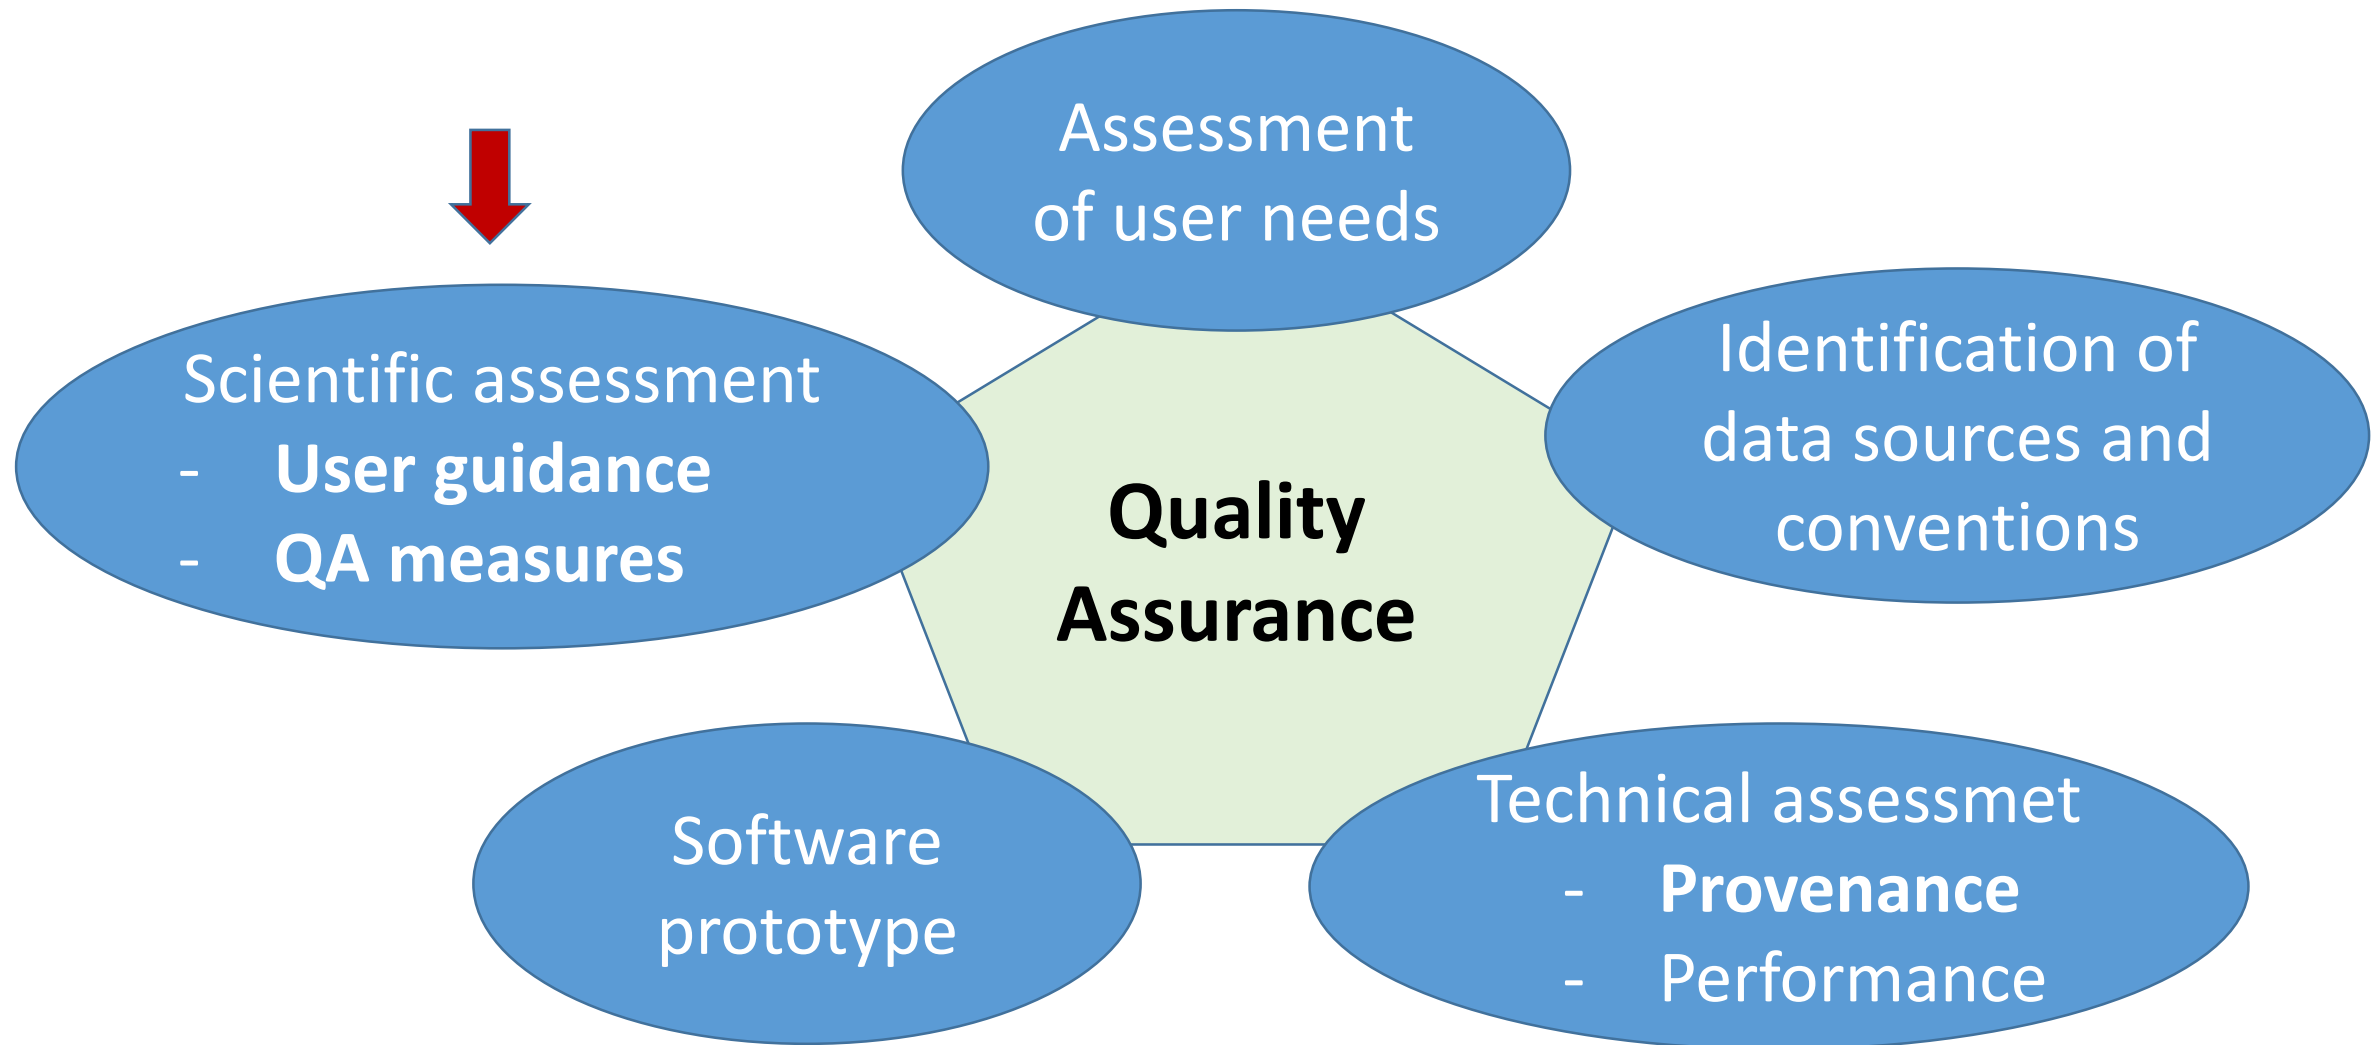 Assessment
of user needs
Scientific assessment
- User guidance
- QA measures
Identification of
data sources and
conventions
Quality
Assurance
Software
prototype
Technical assessmet
- Provenance
- Performance